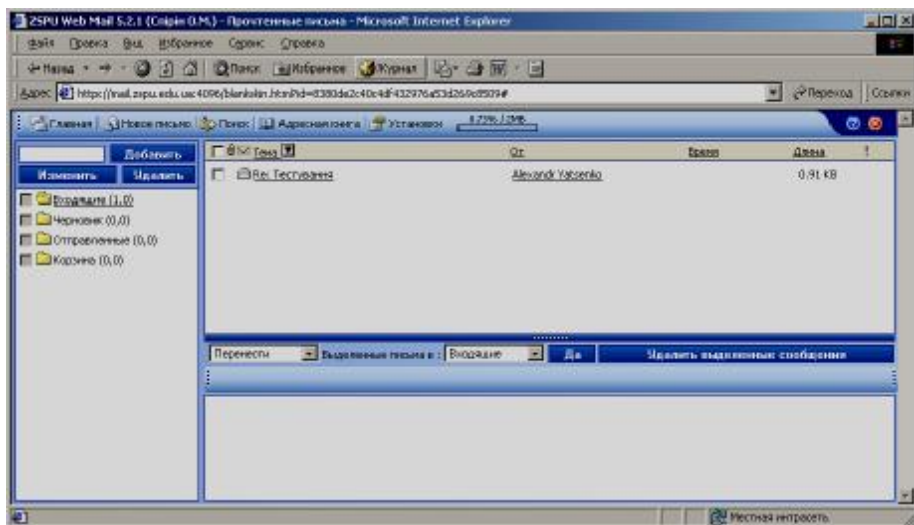 ZSPU Web Mail 5.2.1 (Снiрiн О.М.) - Прочтенные письма - Microsoft Internet Explorer
Файл Правка Вид Избранное Сервис Справка
Назад Поиск Избранное Журнал
Адрес Переход Ссылки
Главная Новое письмо Поиск Адресная книга Установки
Добавить
Изменить Удалить
Тема От Время Длина !
Re: Тестування Alexandr Yatsenko 0.91 KB
Входящие (1,0)
Черновик (0,0)
Отправленные (0,0)
Корзина (0,0)
Перенести Выделенные письма в : Входящие Да Удалить выделенные сообщения
Местная интрасеть